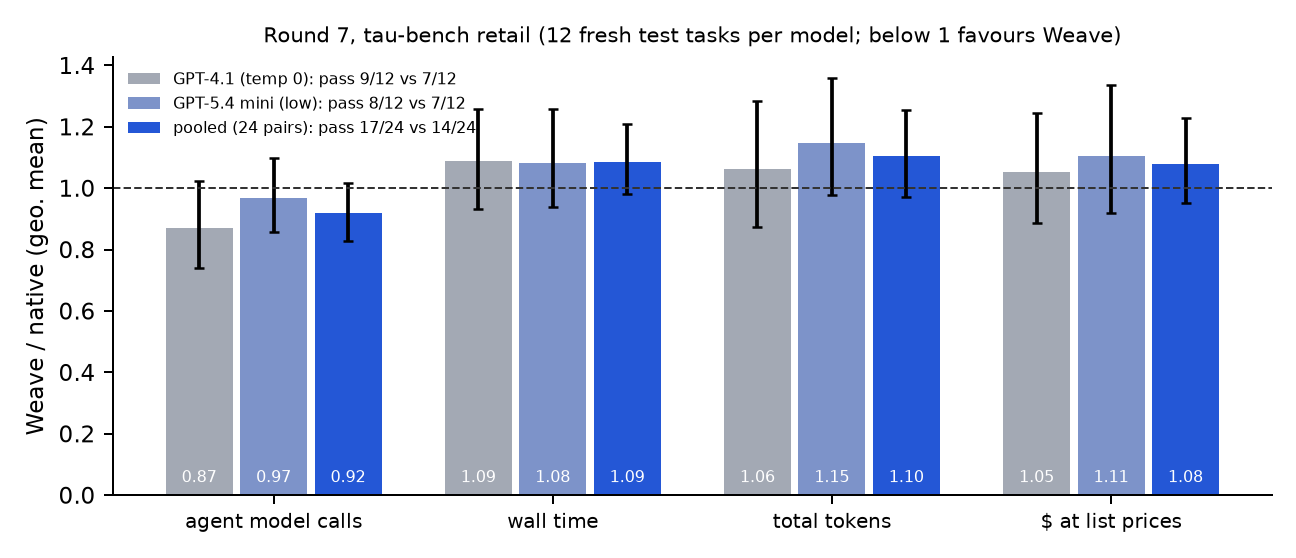 Round 7, tau-bench retail (12 fresh test tasks per model; below 1 favours Weave)
GPT-4.1 (temp 0): pass 9/12 vs 7/12
GPT-5.4 mini (low): pass 8/12 vs 7/12
pooled (24 pairs): pass 17/24 vs 14/24
Weave / native (geo. mean)
1.4
1.2
1.0
0.8
0.6
0.4
0.2
0.0
0.87 0.97 0.92 1.09 1.08 1.09 1.06 1.15 1.10 1.05 1.11 1.08
agent model calls wall time total tokens $ at list prices